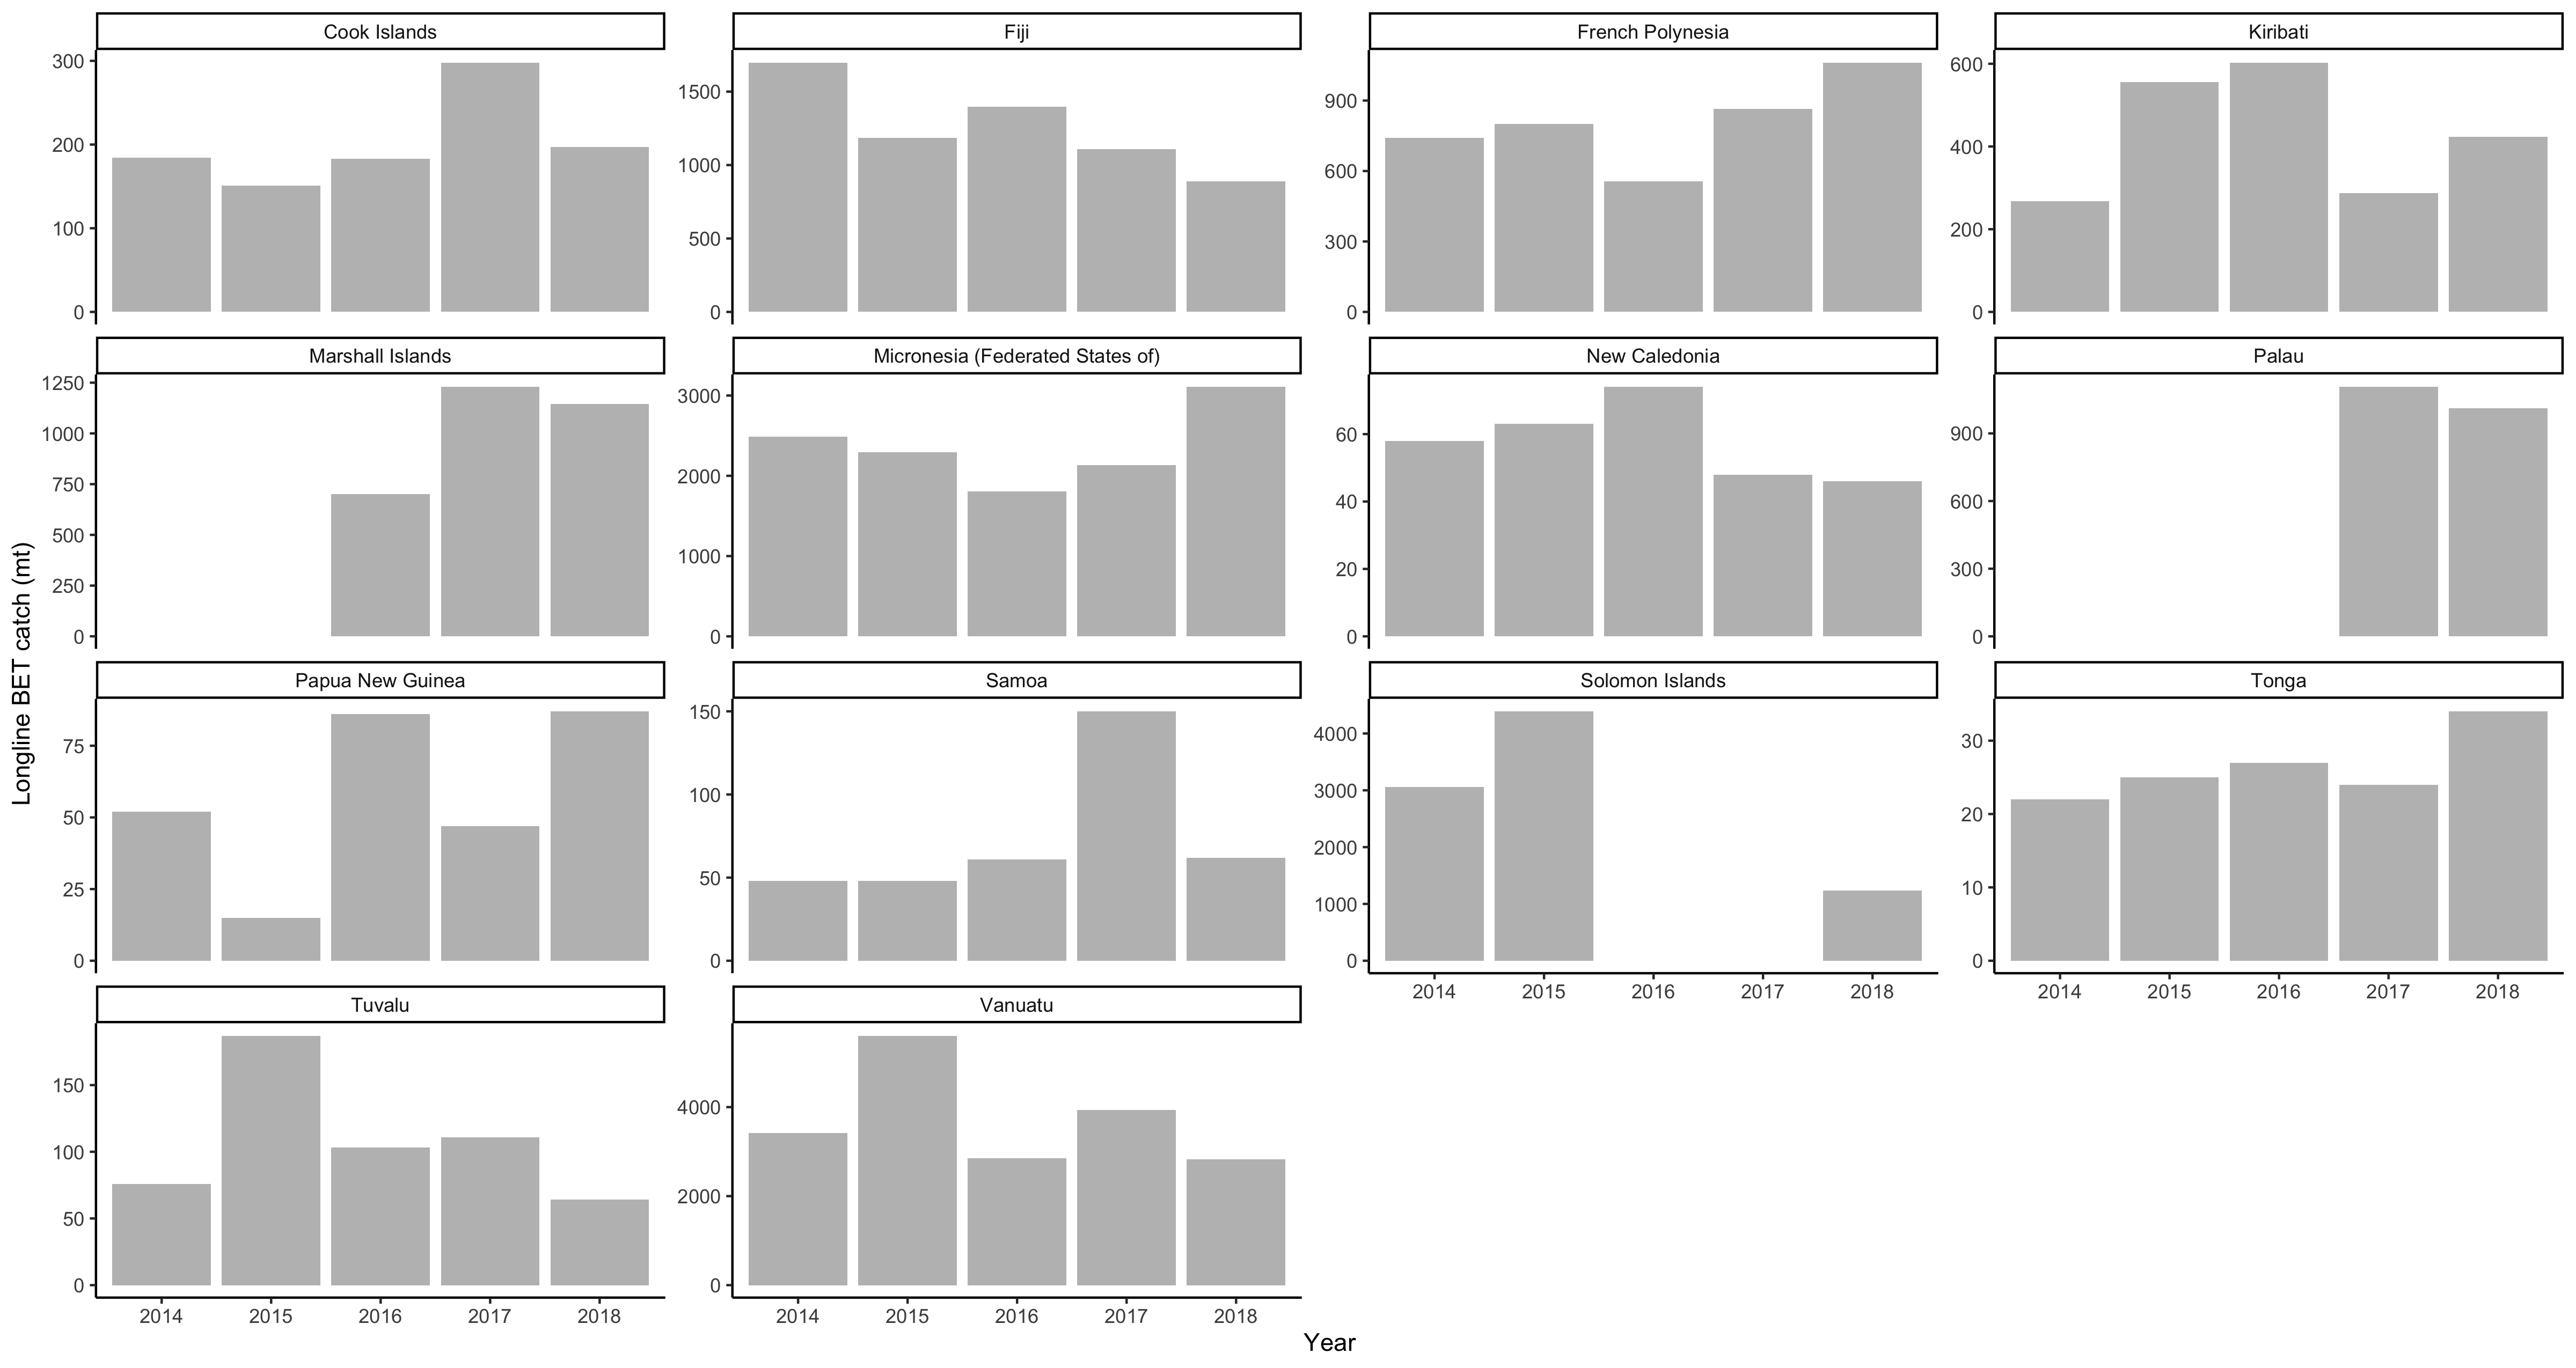 Cook Islands
Fiji
French Polynesia
Kiribati
300
200
100
0
1500
1000
500
0
900
600
300
0
600
400
200
0
Marshall Islands
Micronesia (Federated States of)
New Caledonia
Palau
1250
1000
750
500
250
0
3000
2000
1000
0
60
40
20
0
900
600
300
0
Longline BET catch (mt)
Papua New Guinea
Samoa
Solomon Islands
Tonga
75
50
25
0
150
100
50
0
4000
3000
2000
1000
0
30
20
10
0
2014 2015 2016 2017 2018
2014 2015 2016 2017 2018
Tuvalu
Vanuatu
150
100
50
0
4000
2000
0
2014 2015 2016 2017 2018
2014 2015 2016 2017 2018
Year